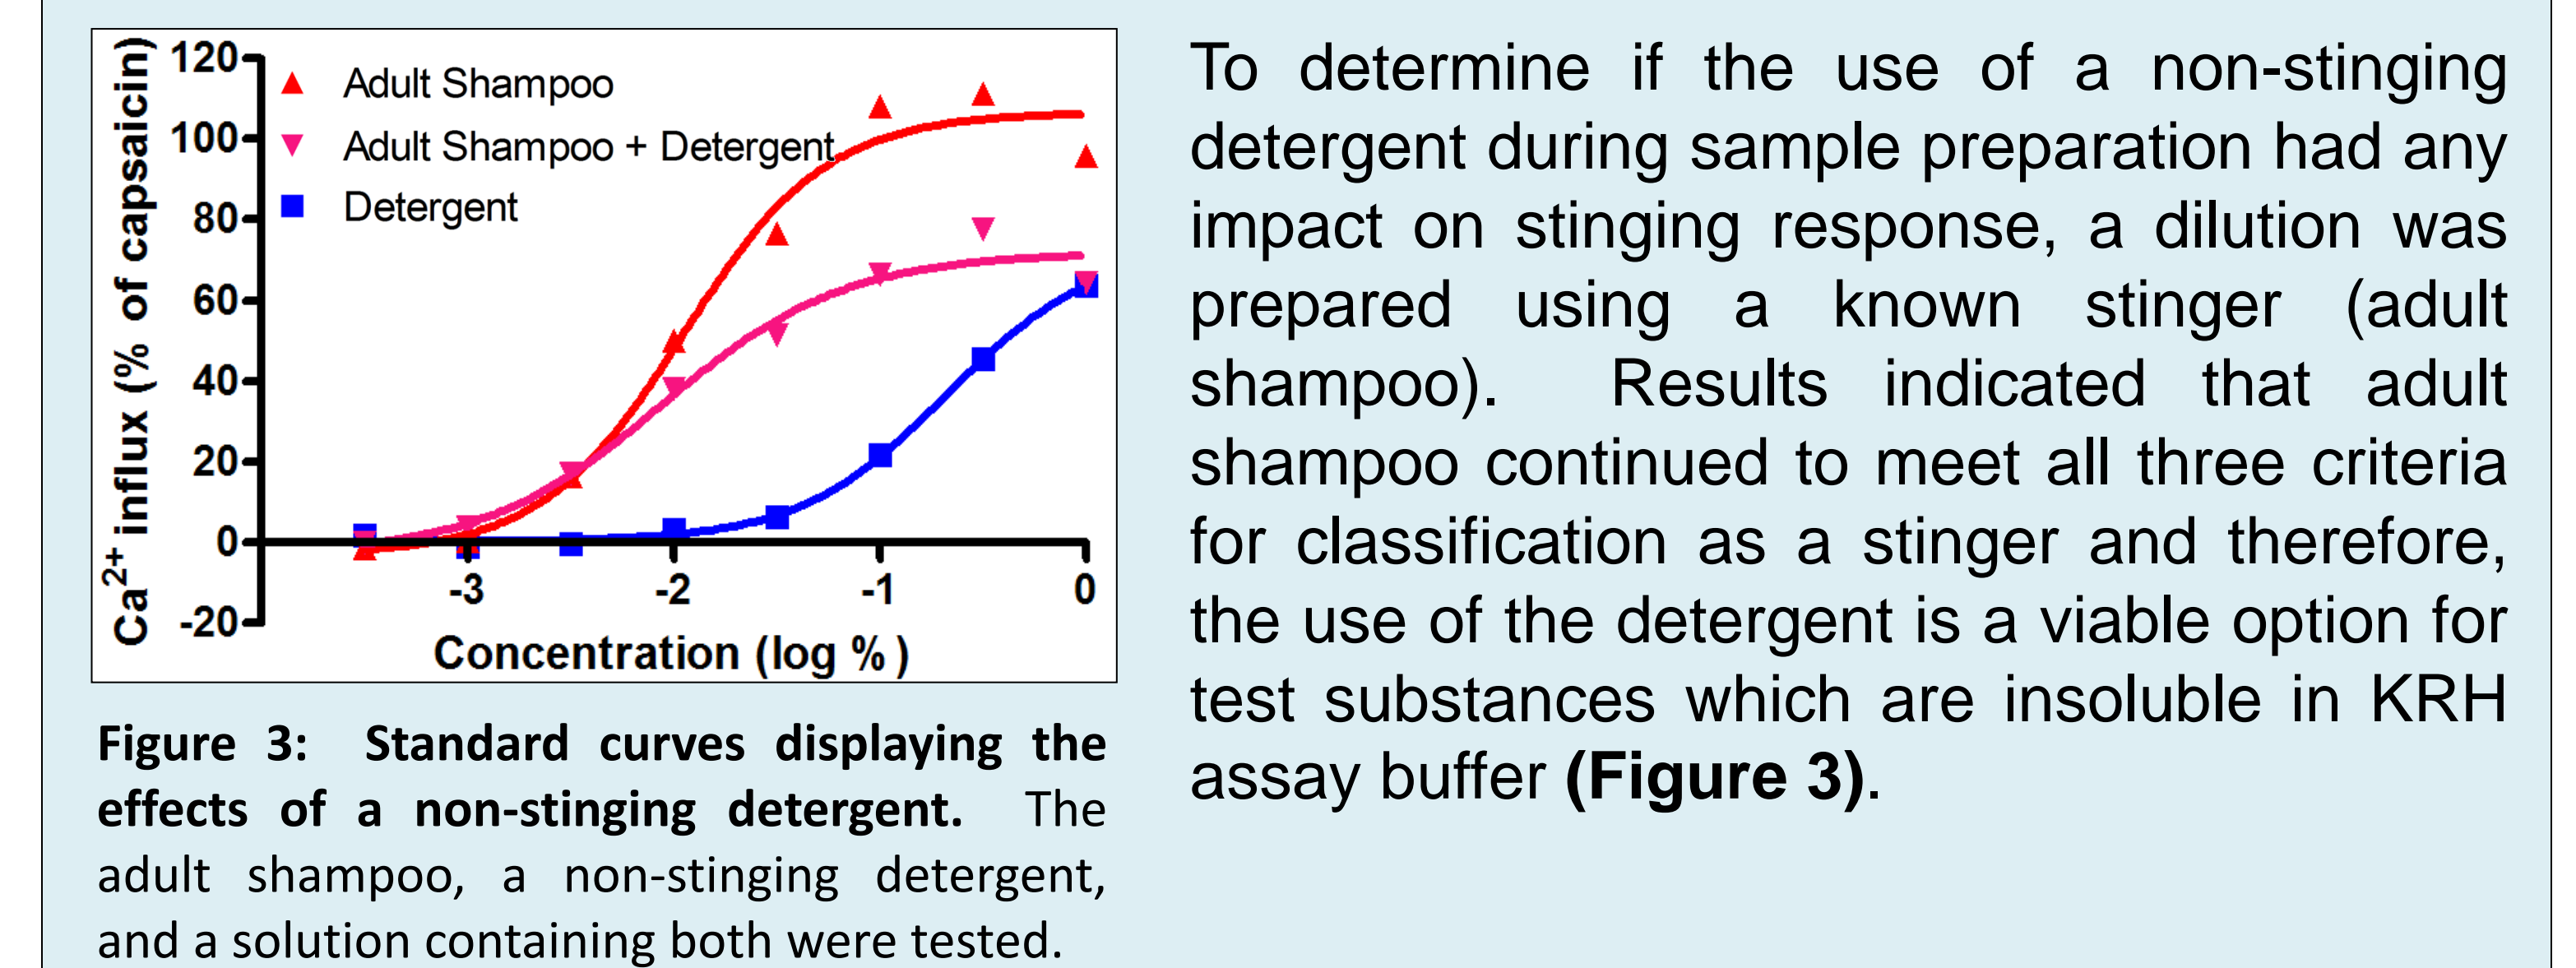 120
100
80
60
40
20
0
-20
Ca2+ influx (% of capsaicin)
Adult Shampoo
Adult Shampoo + Detergent
Detergent
-3 -2 -1 0
Concentration (log %)
Figure 3: Standard curves displaying the
effects of a non-stinging detergent. The
adult shampoo, a non-stinging detergent,
and a solution containing both were tested.
To determine if the use of a non-stinging
detergent during sample preparation had any
impact on stinging response, a dilution was
prepared using a known stinger (adult
shampoo). Results indicated that adult
shampoo continued to meet all three criteria
for classification as a stinger and therefore,
the use of the detergent is a viable option for
test substances which are insoluble in KRH
assay buffer (Figure 3).